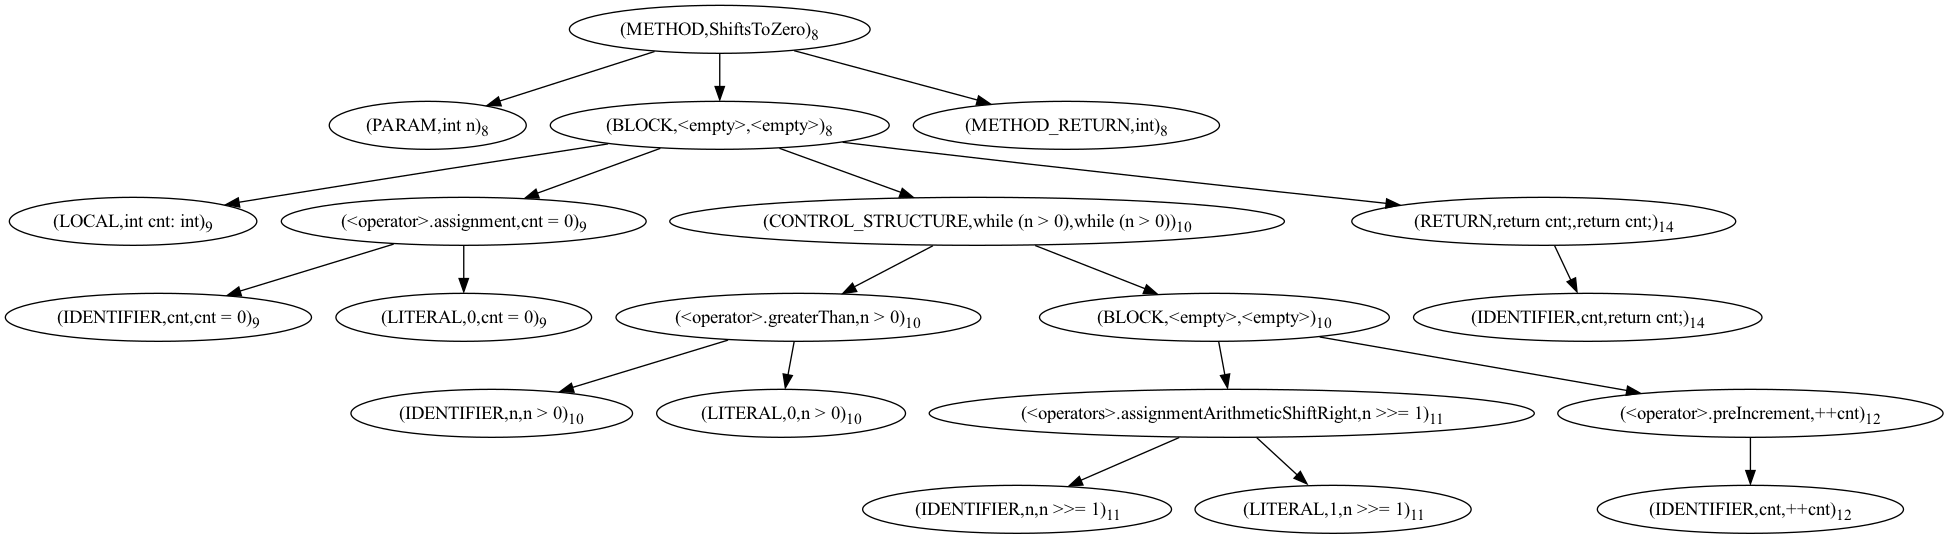 (METHOD,ShiftsToZero)8
(PARAM,int n)8
(BLOCK,<empty>,<empty>)8
(METHOD_RETURN,int)8
(LOCAL,int cnt: int)9
(<operator>.assignment,cnt = 0)9
(CONTROL_STRUCTURE,while (n > 0),while (n > 0))10
(RETURN,return cnt;,return cnt;)14
(IDENTIFIER,cnt,cnt = 0)9
(LITERAL,0,cnt = 0)9
(<operator>.greaterThan,n > 0)10
(BLOCK,<empty>,<empty>)10
(IDENTIFIER,cnt,return cnt;)14
(IDENTIFIER,n,n > 0)10
(LITERAL,0,n > 0)10
(<operators>.assignmentArithmeticShiftRight,n >>= 1)11
(<operator>.preIncrement,++cnt)12
(IDENTIFIER,n,n >>= 1)11
(LITERAL,1,n >>= 1)11
(IDENTIFIER,cnt,++cnt)12